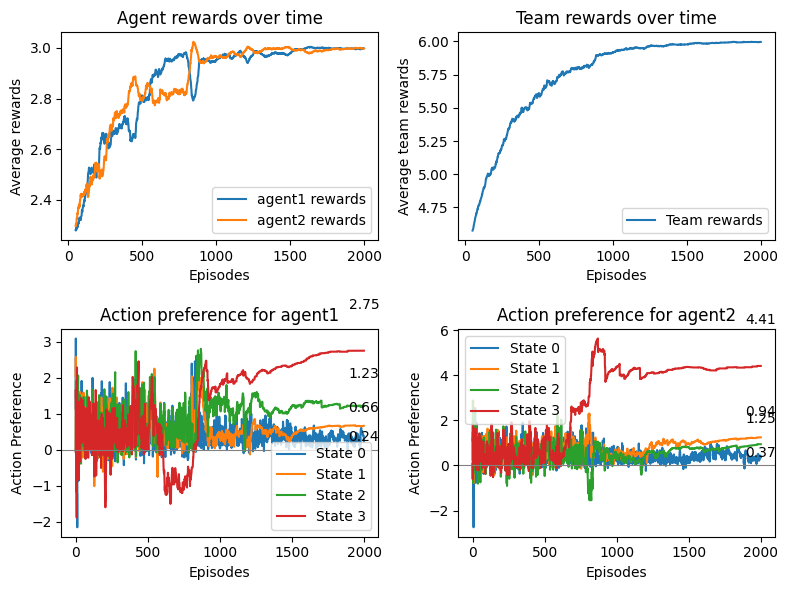 Agent rewards over time
Average rewards
3.0
2.8
2.6
2.4
agent1 rewards
agent2 rewards
0 500 1000 1500 2000
Episodes
Team rewards over time
Average team rewards
6.00
5.75
5.50
5.25
5.00
4.75
Team rewards
0 500 1000 1500 2000
Episodes
Action preference for agent1
Action Preference
3
2
1
0
−1
−2
2.75
1.23
0.66
0.24
State 0
State 1
State 2
State 3
0 500 1000 1500 2000
Episodes
Action preference for agent2
Action Preference
6
4
2
0
−2
State 0
State 1
State 2
State 3
4.41
0.94
1.25
0.37
0 500 1000 1500 2000
Episodes